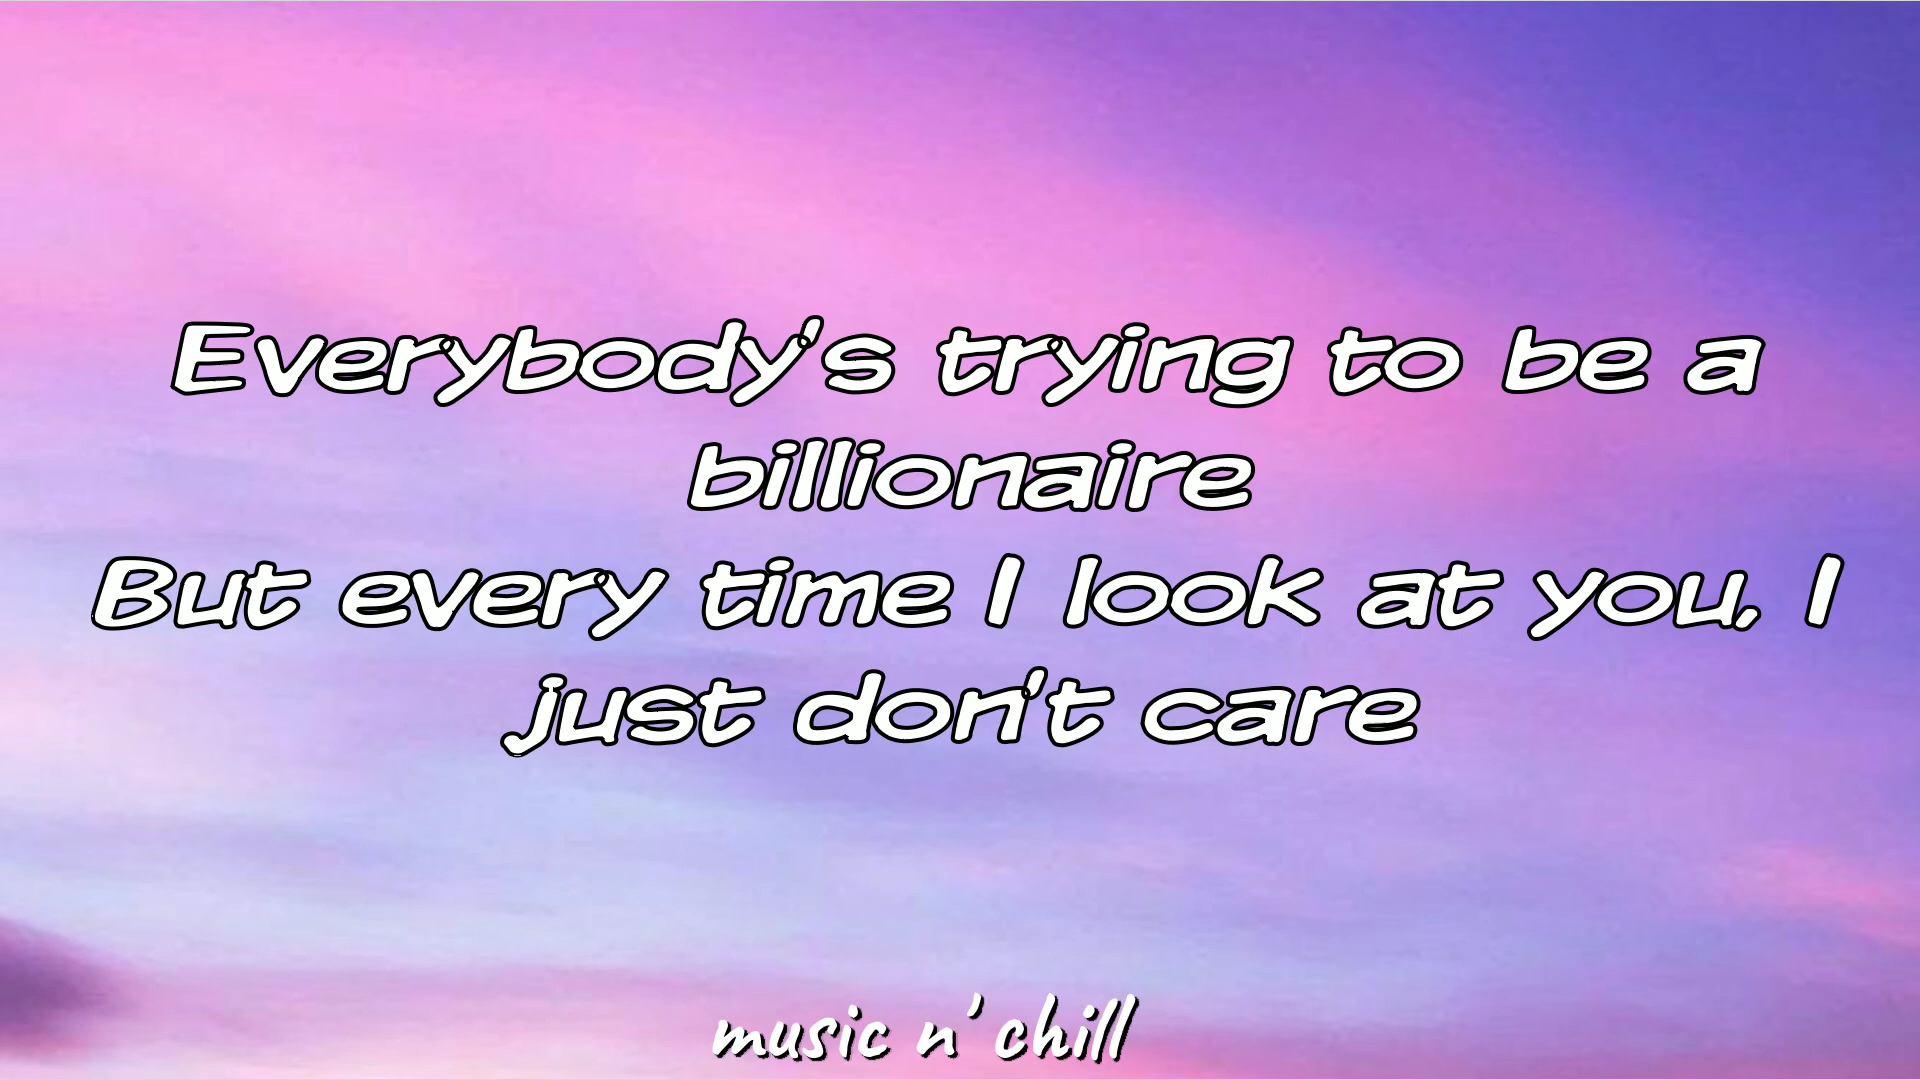 Everybody's trying to be a
billionaire
But every time I look at you, I
just don't care
music n' chill